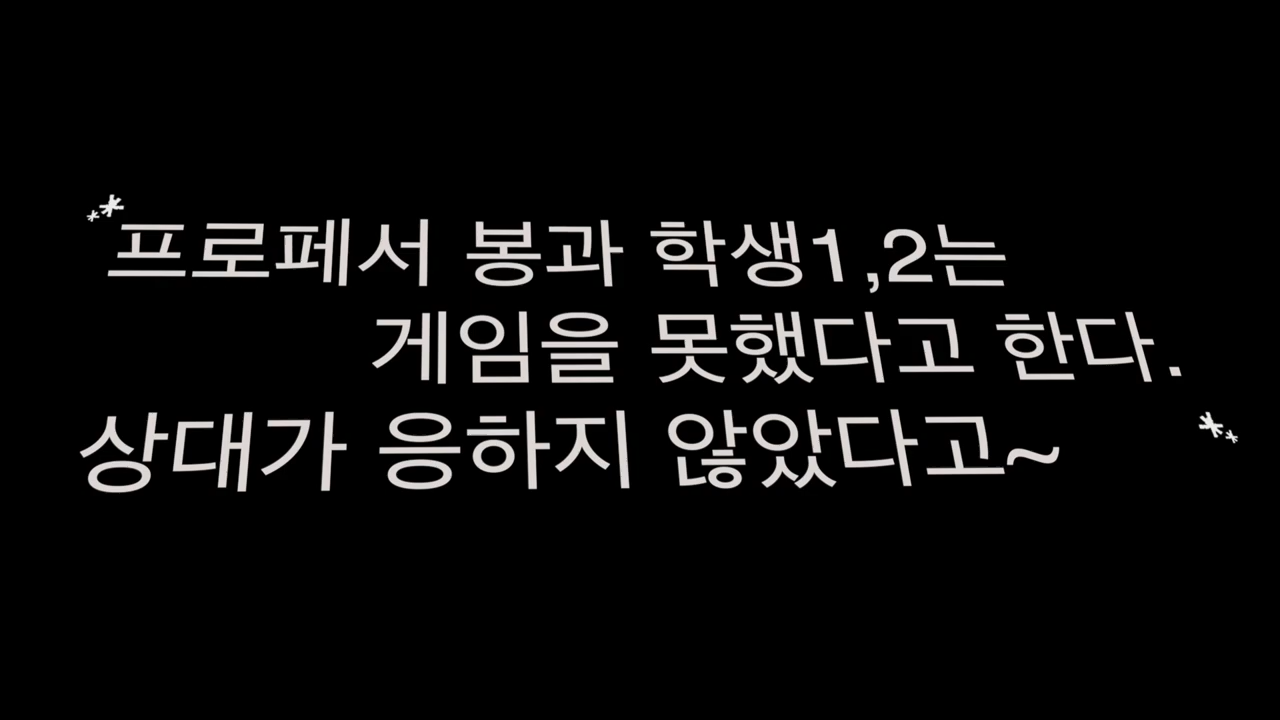 프로페서 봉과 학생1,2는
게임을 못했다고 한다.
상대가 응하지 않았다고~